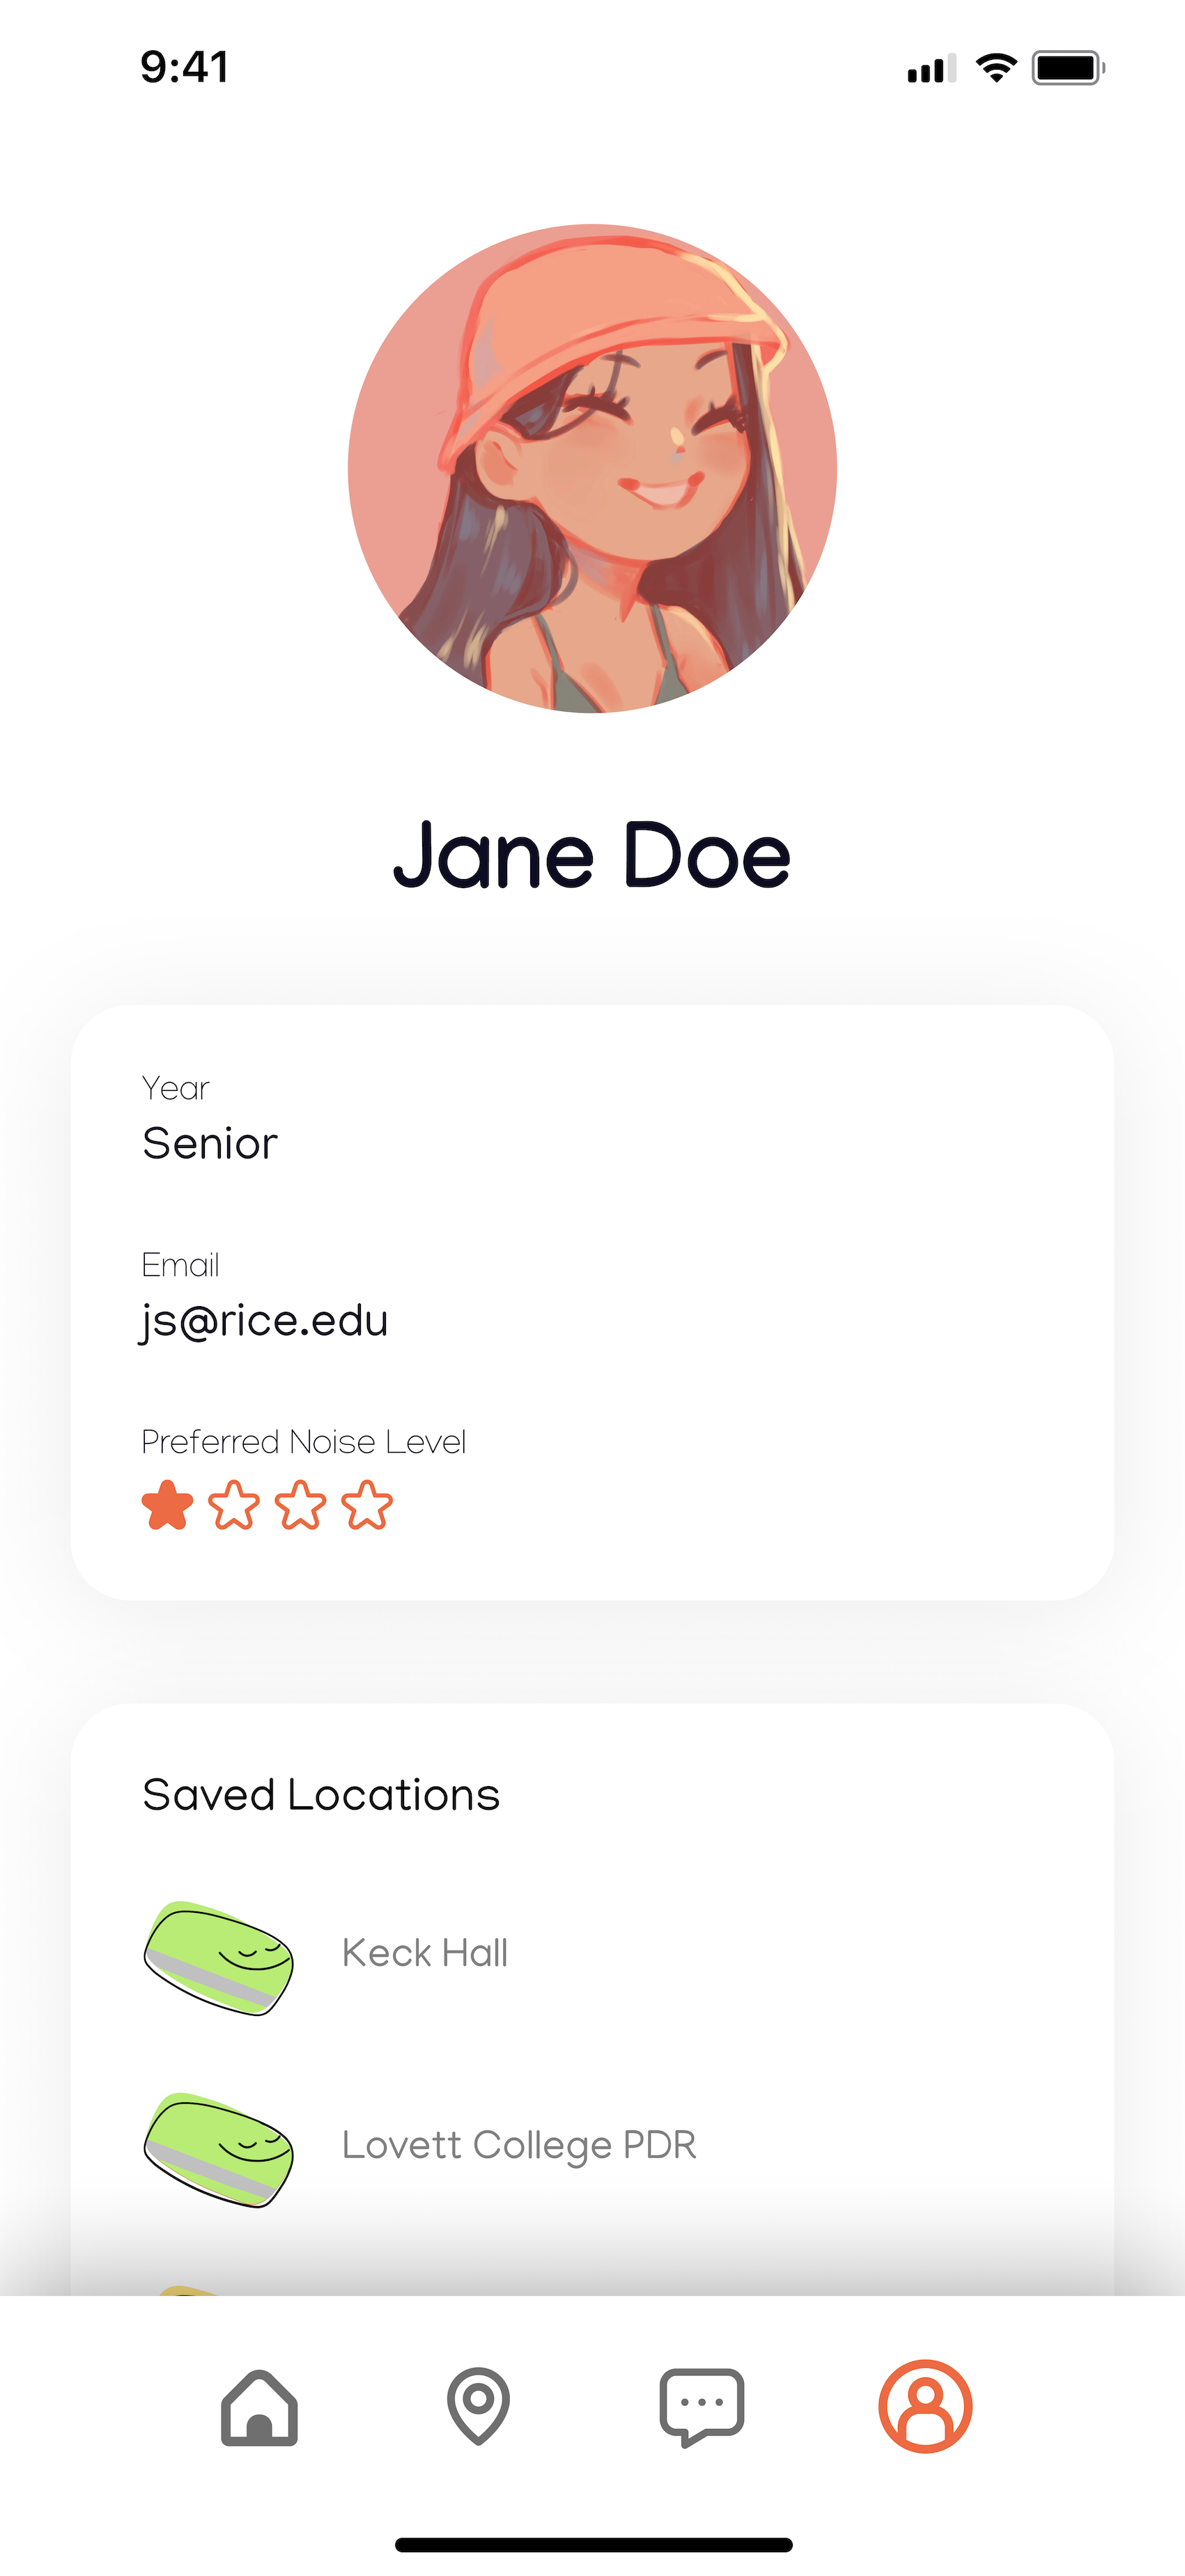 9:41
Jane Doe
Year
Senior
Email
js@rice.edu
Preferred Noise Level
Saved Locations
Keck Hall
Lovett College PDR